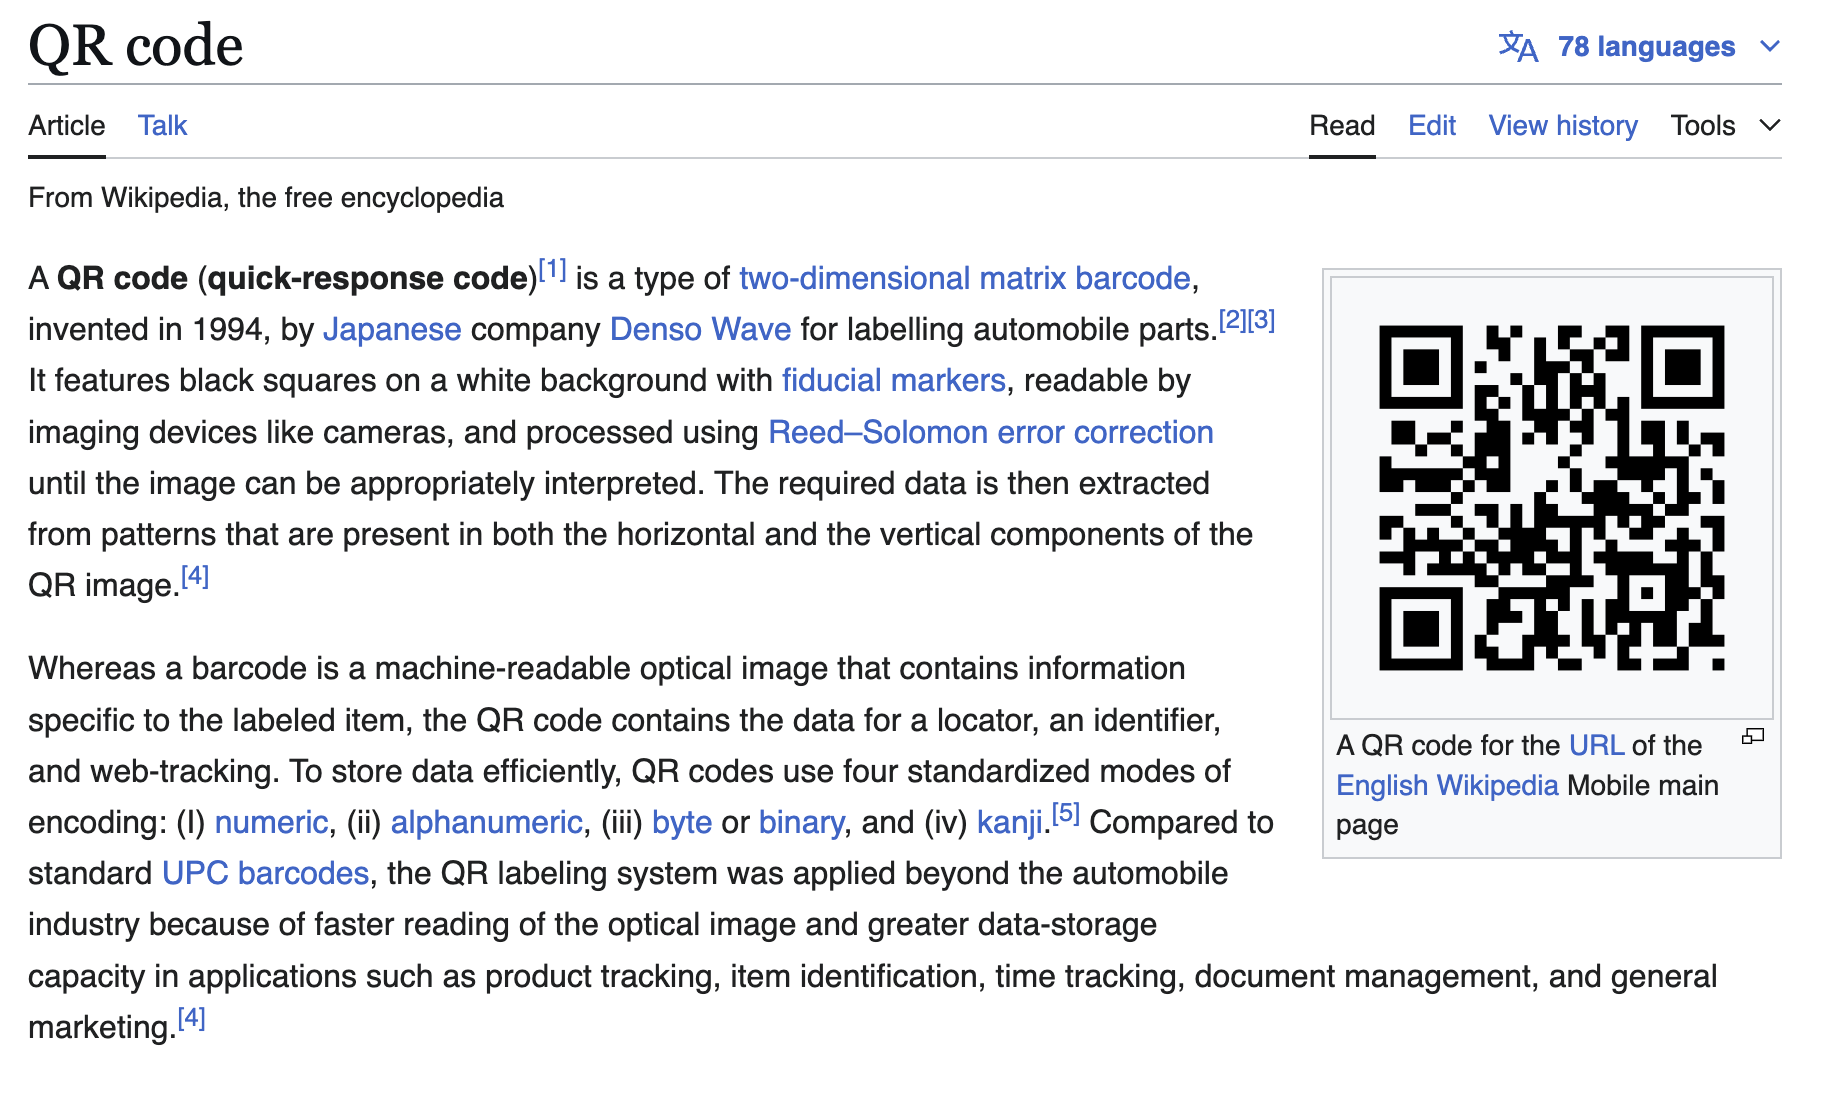 QR code
78 languages
Article Talk
Read Edit View history Tools
From Wikipedia, the free encyclopedia
A QR code (quick-response code)[1] is a type of two-dimensional matrix barcode,
invented in 1994, by Japanese company Denso Wave for labelling automobile parts.[2][3]
It features black squares on a white background with fiducial markers, readable by
imaging devices like cameras, and processed using Reed–Solomon error correction
until the image can be appropriately interpreted. The required data is then extracted
from patterns that are present in both the horizontal and the vertical components of the
QR image.[4]
Whereas a barcode is a machine-readable optical image that contains information
specific to the labeled item, the QR code contains the data for a locator, an identifier,
and web-tracking. To store data efficiently, QR codes use four standardized modes of
encoding: (I) numeric, (ii) alphanumeric, (iii) byte or binary, and (iv) kanji.[5] Compared to
standard UPC barcodes, the QR labeling system was applied beyond the automobile
industry because of faster reading of the optical image and greater data-storage
capacity in applications such as product tracking, item identification, time tracking, document management, and general
marketing.[4]
A QR code for the URL of the
English Wikipedia Mobile main
page